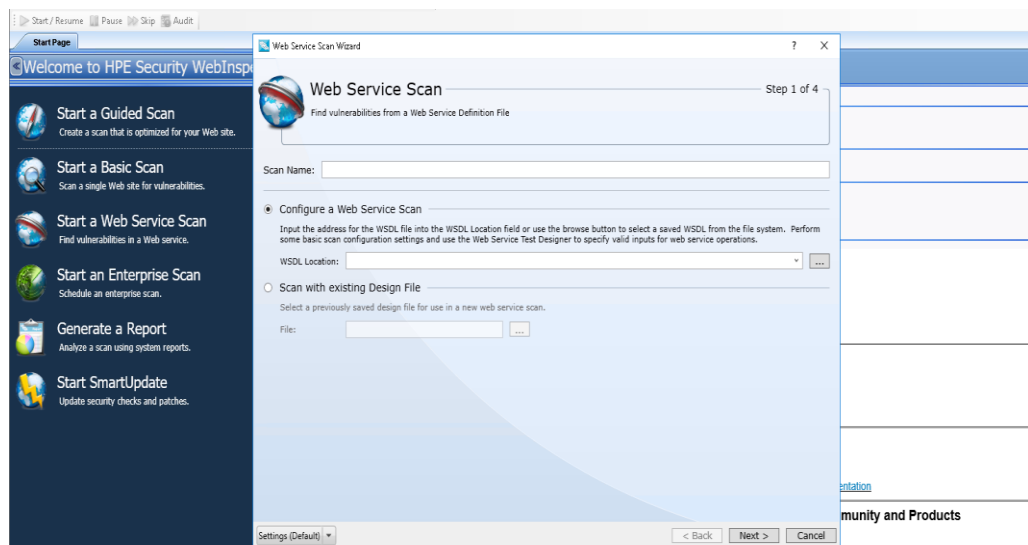 Start / Resume Pause Skip Audit
Start Page
Welcome to HPE Security WebInspe
Start a Guided Scan
Create a scan that is optimized for your Web site.
Start a Basic Scan
Scan a single Web site for vulnerabilities.
Start a Web Service Scan
Find vulnerabilities in a Web service.
Start an Enterprise Scan
Schedule an enterprise scan.
Generate a Report
Analyze a scan using system reports.
Start SmartUpdate
Update security checks and patches.
Web Service Scan Wizard ? X
Web Service Scan Step 1 of 4
Find vulnerabilities from a Web Service Definition File
Scan Name:
Configure a Web Service Scan
Input the address for the WSDL file into the WSDL Location field or use the browse button to select a saved WSDL from the file system. Perform
some basic scan configuration settings and use the Web Service Test Designer to specify valid inputs for web service operations.
WSDL Location: ...
Scan with existing Design File
Select a previously saved design file for use in a new web service scan.
File: ...
Settings (Default) < Back Next > Cancel
entation
munity and Products